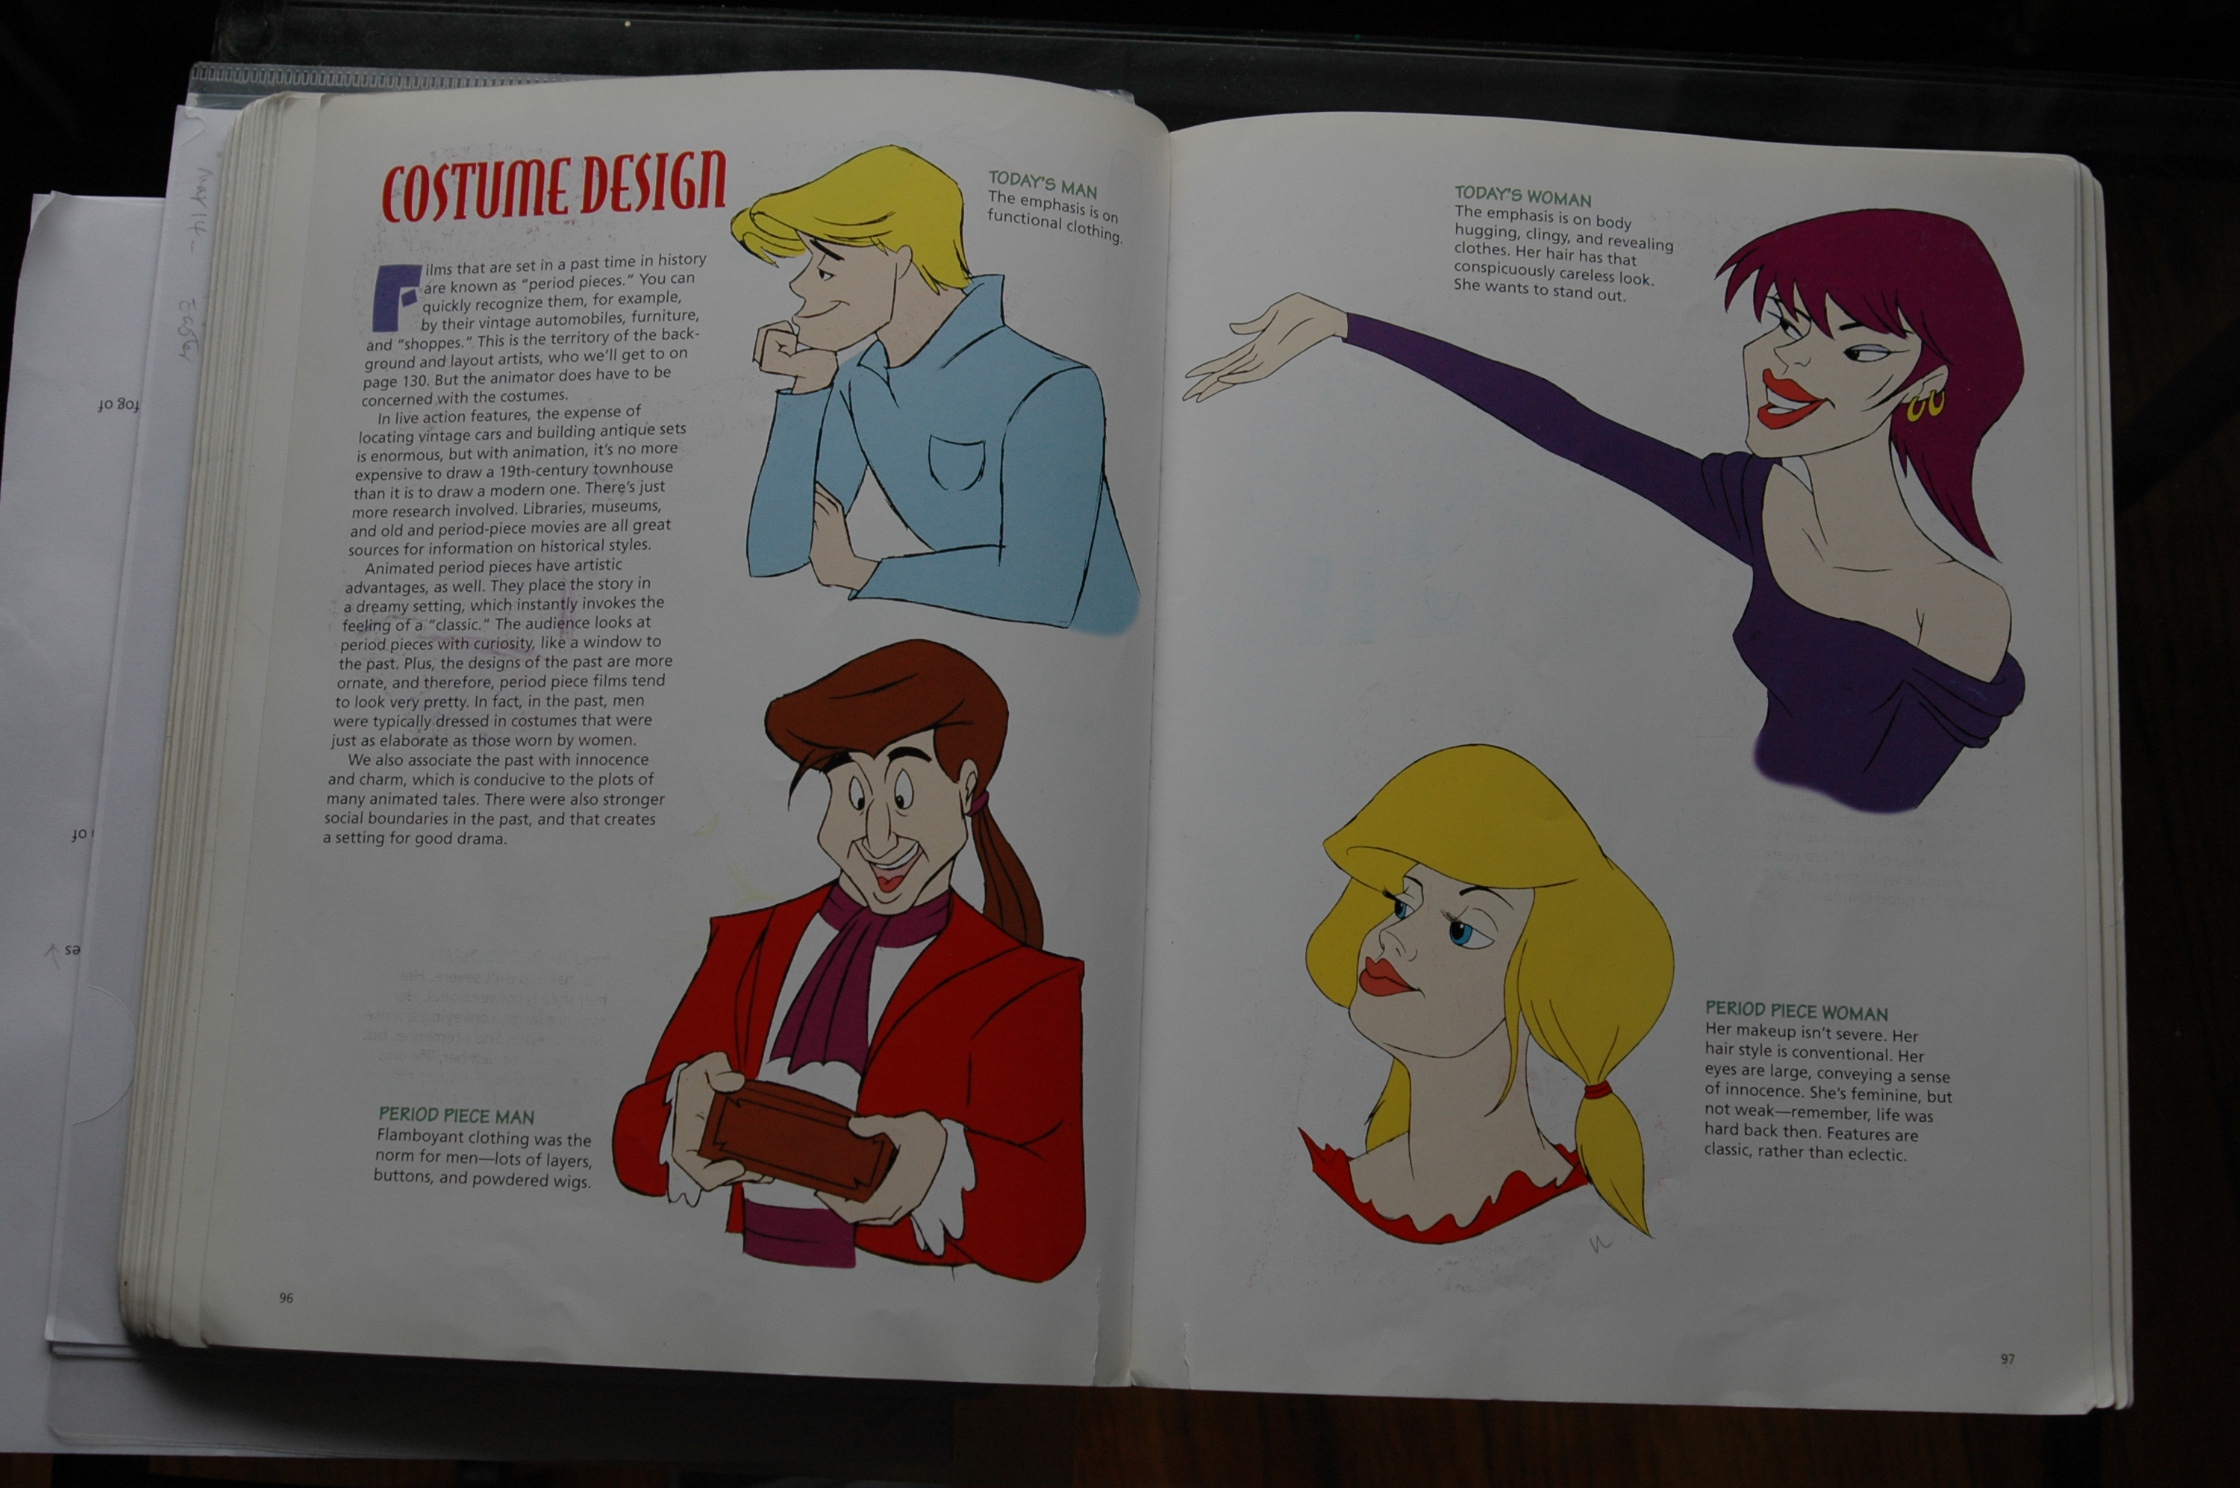 COSTUME DESIGN
Films that are set in a past time in history
are known as “period pieces.” You can
quickly recognize them, for example,
by their vintage automobiles, furniture,
and “shoppes.” This is the territory of the back-
ground and layout artists, who we’ll get to on
page 130. But the animator does have to be
concerned with the costumes.
In live action features, the expense of
locating vintage cars and building antique sets
is enormous, but with animation, it’s no more
expensive to draw a 19th-century townhouse
than it is to draw a modern one. There’s just
more research involved. Libraries, museums,
and old and period-piece movies are all great
sources for information on historical styles.
Animated period pieces have artistic
advantages, as well. They place the story in
a dreamy setting, which instantly invokes the
feeling of a “classic.” The audience looks at
period pieces with curiosity, like a window to
the past. Plus, the designs of the past are more
ornate, and therefore, period piece films tend
to look very pretty. In fact, in the past, men
were typically dressed in costumes that were
just as elaborate as those worn by women.
We also associate the past with innocence
and charm, which is conducive to the plots of
many animated tales. There were also stronger
social boundaries in the past, and that creates
a setting for good drama.
TODAY’S MAN
The emphasis is on
functional clothing.
PERIOD PIECE MAN
Flamboyant clothing was the
norm for men—lots of layers,
buttons, and powdered wigs.
96
TODAY’S WOMAN
The emphasis is on body
hugging, clingy, and revealing
clothes. Her hair has that
conspicuously careless look.
She wants to stand out.
PERIOD PIECE WOMAN
Her makeup isn’t severe. Her
hair style is conventional. Her
eyes are large, conveying a sense
of innocence. She’s feminine, but
not weak—remember, life was
hard back then. Features are
classic, rather than eclectic.
97
May 14 -
Easter
fog of
of
es